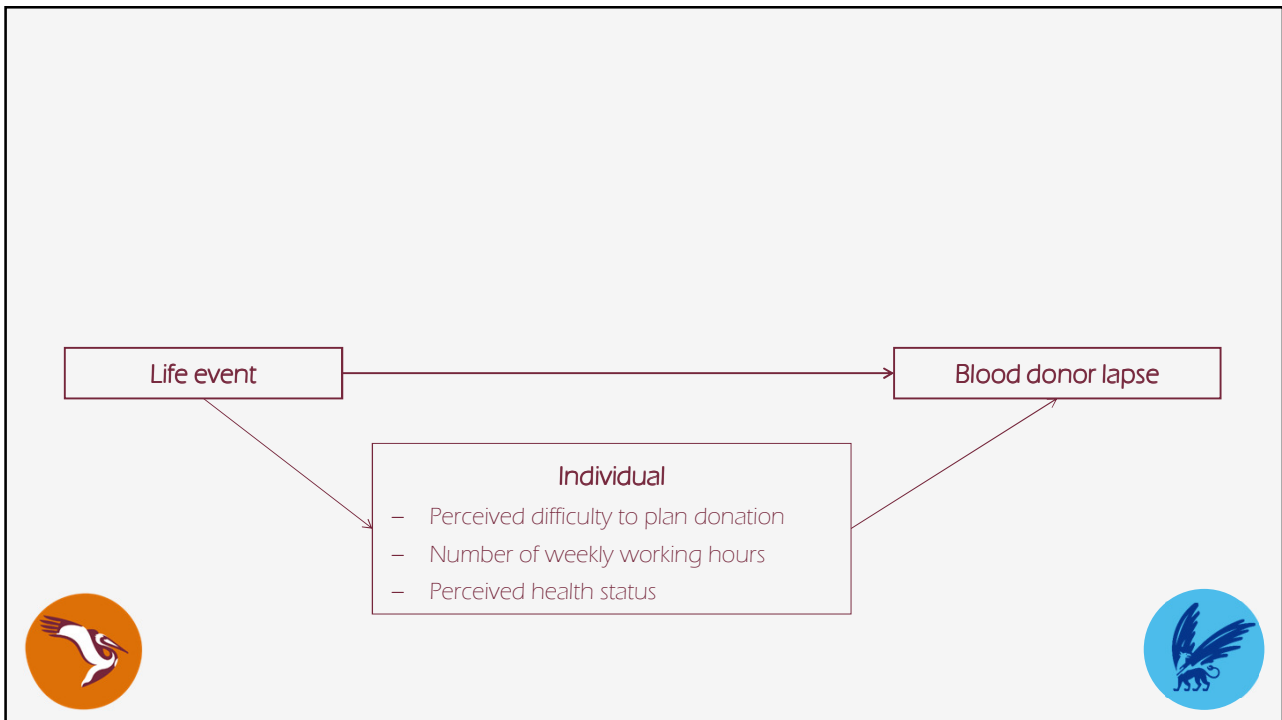 Life event
Blood donor lapse
Individual
– Perceived difficulty to plan donation
– Number of weekly working hours
– Perceived health status